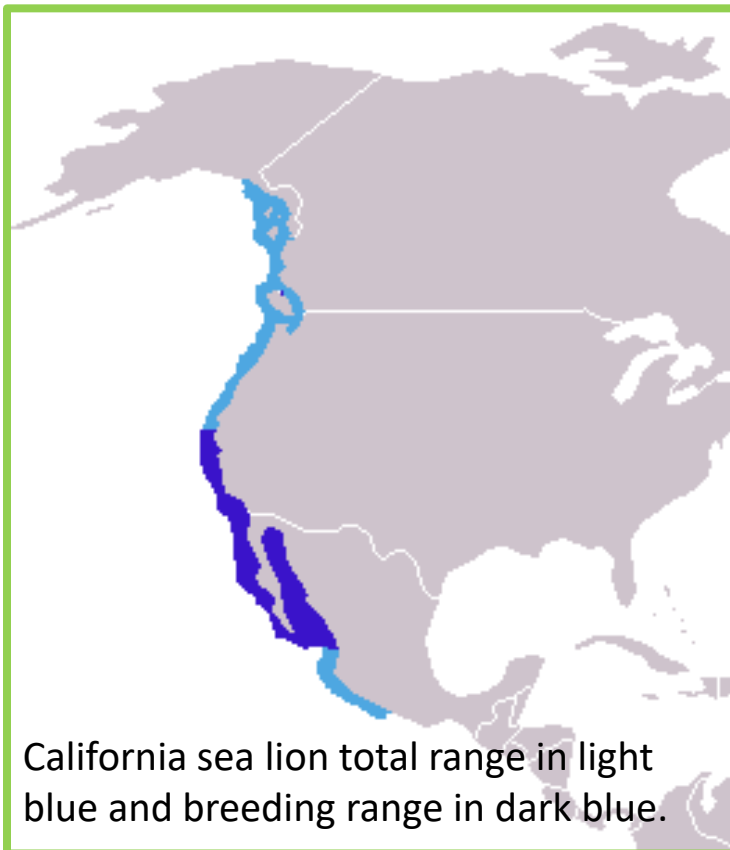 California sea lion total range in light
blue and breeding range in dark blue.